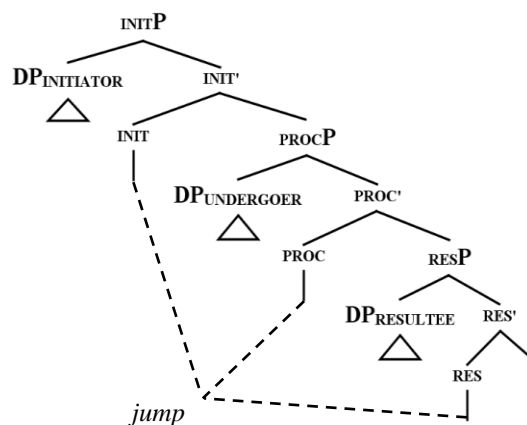 INITP
DPINITIATOR INIT'
INIT PROCP
DPUNDERGOER PROC'
PROC RESP
DPRESULTEE RES'
RES
jump